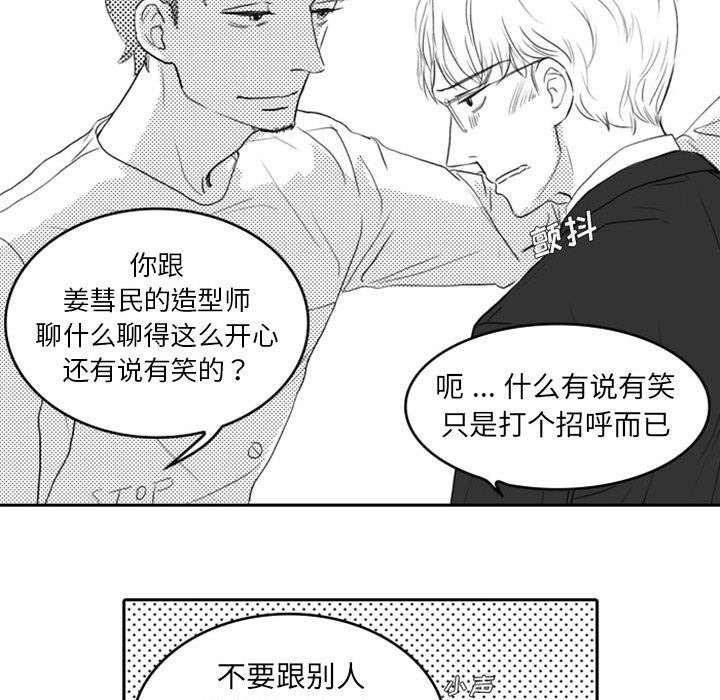 你跟
姜彗民的造型师
聊什么聊得这么开心
还有说有笑的？
颤抖
呃 ... 什么有说有笑
只是打个招呼而已
STOP
不要跟别人
小声